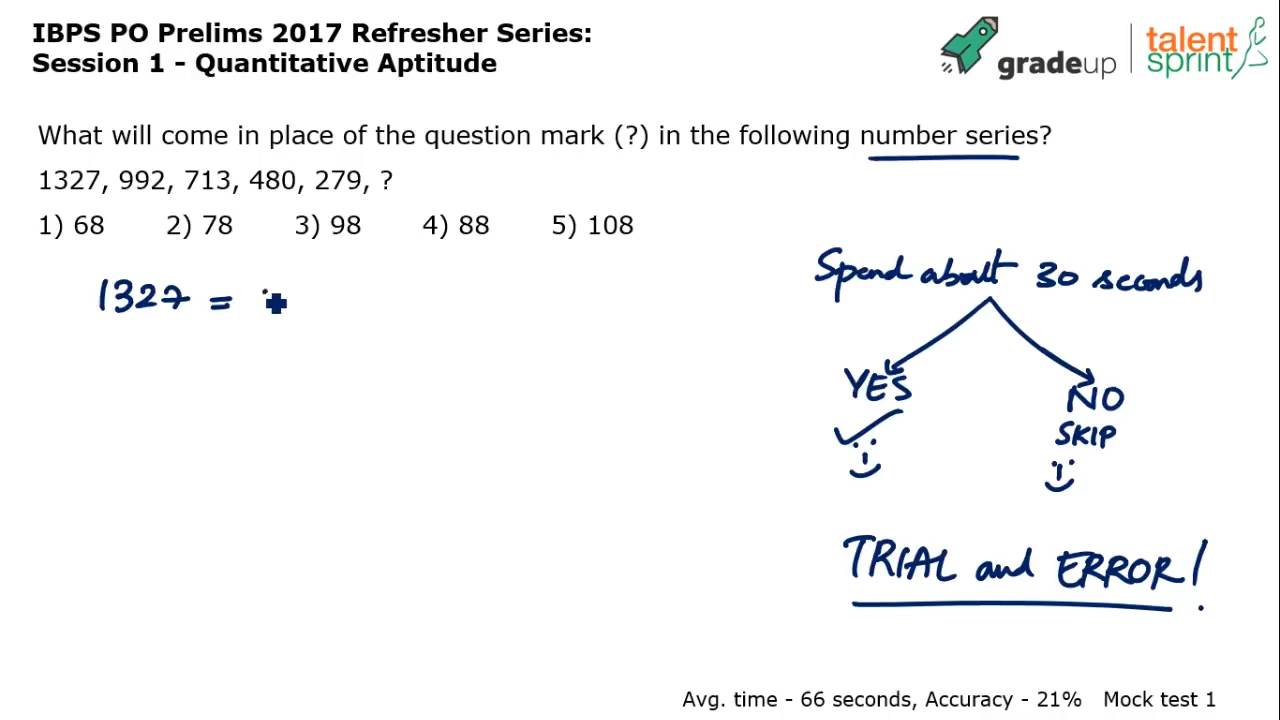 IBPS PO Prelims 2017 Refresher Series:
Session 1 - Quantitative Aptitude
gradeup
talent
sprint
What will come in place of the question mark (?) in the following number series?
1327, 992, 713, 480, 279, ?
1) 68 2) 78 3) 98 4) 88 5) 108
1327 =
Spend about 30 seconds
YES
NO
SKIP
TRIAL and ERROR!
Avg. time - 66 seconds, Accuracy - 21% Mock test 1